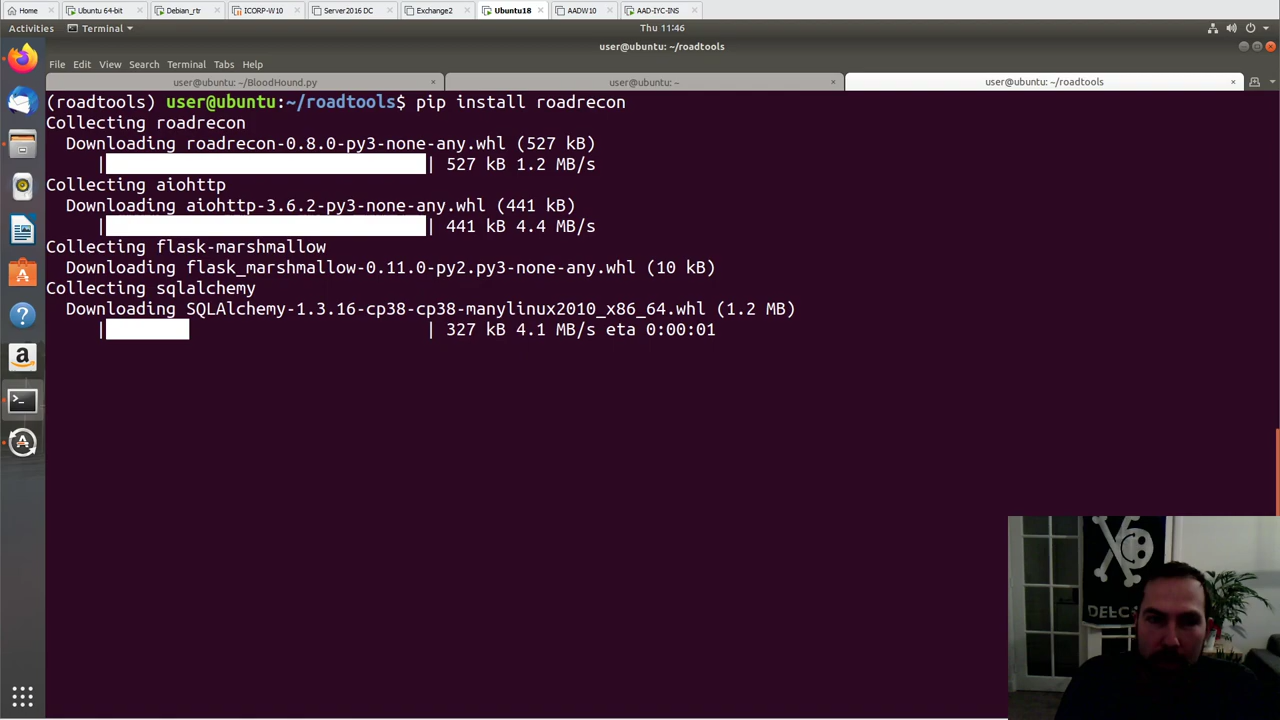 Home
Ubuntu 64-bit
Debian_rtr
ICORP-W10
Server2016 DC
Exchange2
Ubuntu18
AADW10
AAD-IYC-INS
Activities
Terminal
Thu 11:46
user@ubuntu: ~/roadtools
File Edit View Search Terminal Tabs Help
user@ubuntu: ~/BloodHound.py
user@ubuntu: ~
user@ubuntu: ~/roadtools
(roadtools) user@ubuntu:~/roadtools$ pip install roadrecon
Collecting roadrecon
Downloading roadrecon-0.8.0-py3-none-any.whl (527 kB)
| | 527 kB 1.2 MB/s
Collecting aiohttp
Downloading aiohttp-3.6.2-py3-none-any.whl (441 kB)
| | 441 kB 4.4 MB/s
Collecting flask-marshmallow
Downloading flask_marshmallow-0.11.0-py2.py3-none-any.whl (10 kB)
Collecting sqlalchemy
Downloading SQLAlchemy-1.3.16-cp38-cp38-manylinux2010_x86_64.whl (1.2 MB)
| | 327 kB 4.1 MB/s eta 0:00:01